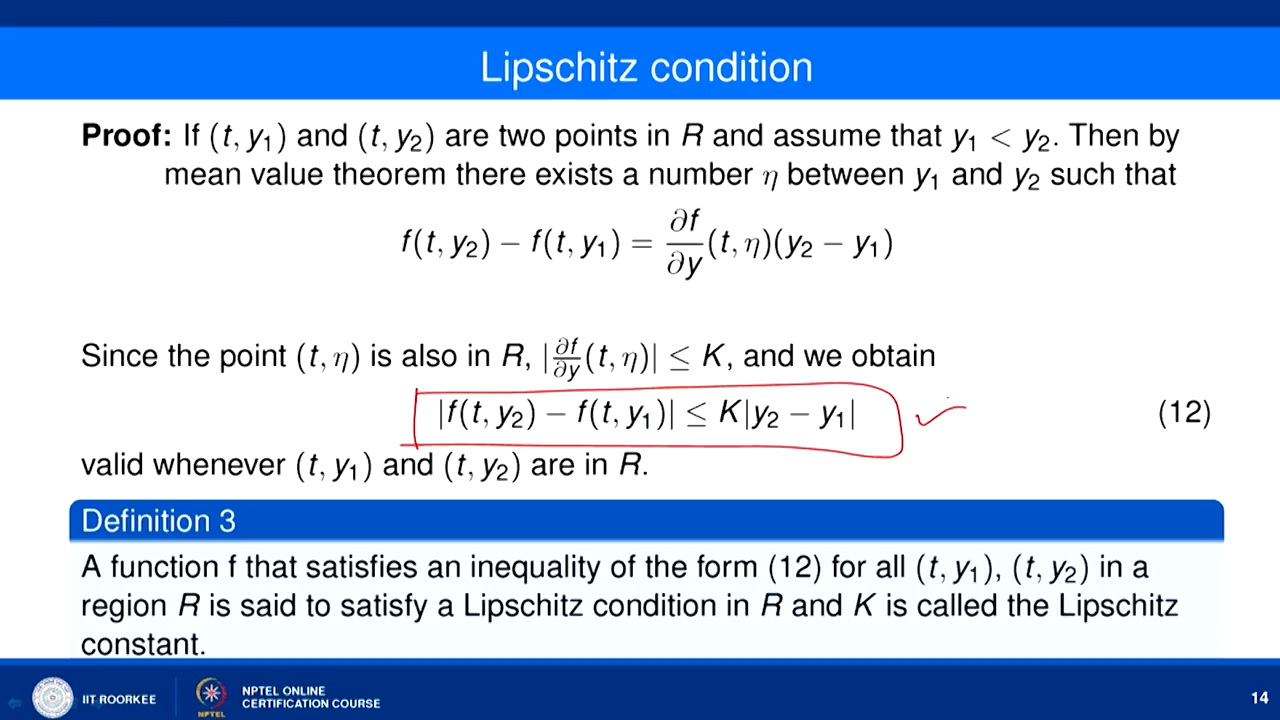 Lipschitz condition
Proof: If (t, y₁) and (t, y₂) are two points in R and assume that y₁ < y₂. Then by
mean value theorem there exists a number η between y₁ and y₂ such that
f(t, y₂) − f(t, y₁) = ∂f/∂y (t, η)(y₂ − y₁)
Since the point (t, η) is also in R, |∂f/∂y (t, η)| ≤ K, and we obtain
|f(t, y₂) − f(t, y₁)| ≤ K|y₂ − y₁| (12)
valid whenever (t, y₁) and (t, y₂) are in R.
Definition 3
A function f that satisfies an inequality of the form (12) for all (t, y₁), (t, y₂) in a
region R is said to satisfy a Lipschitz condition in R and K is called the Lipschitz
constant.
IIT ROORKEE
NPTEL
NPTEL ONLINE
CERTIFICATION COURSE
14